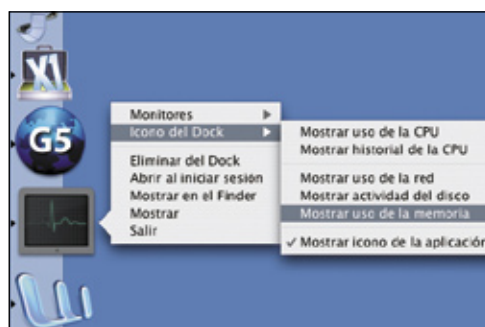 X1
G5
Monitores
Icono del Dock
Eliminar del Dock
Abrir al iniciar sesión
Mostrar en el Finder
Mostrar
Salir
Mostrar uso de la CPU
Mostrar historial de la CPU
Mostrar uso de la red
Mostrar actividad del disco
Mostrar uso de la memoria
✓ Mostrar icono de la aplicación